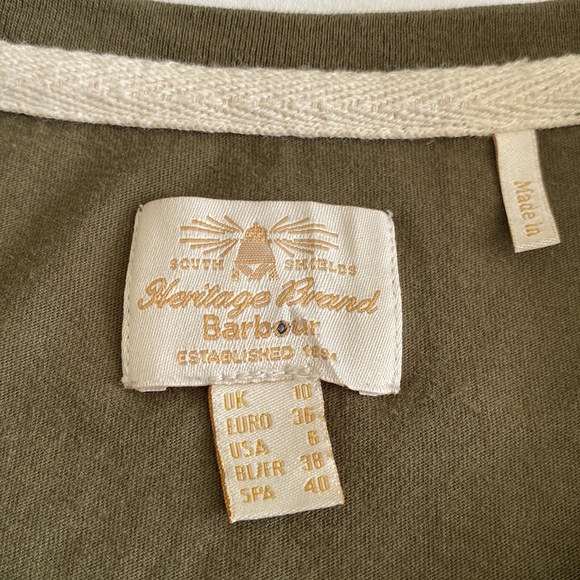 SOUTH SHIELDS
Heritage Brand
Barbour
ESTABLISHED 1894
UK 10
EURO 36
USA 6
BL/FR 38
SPA 40
Made in